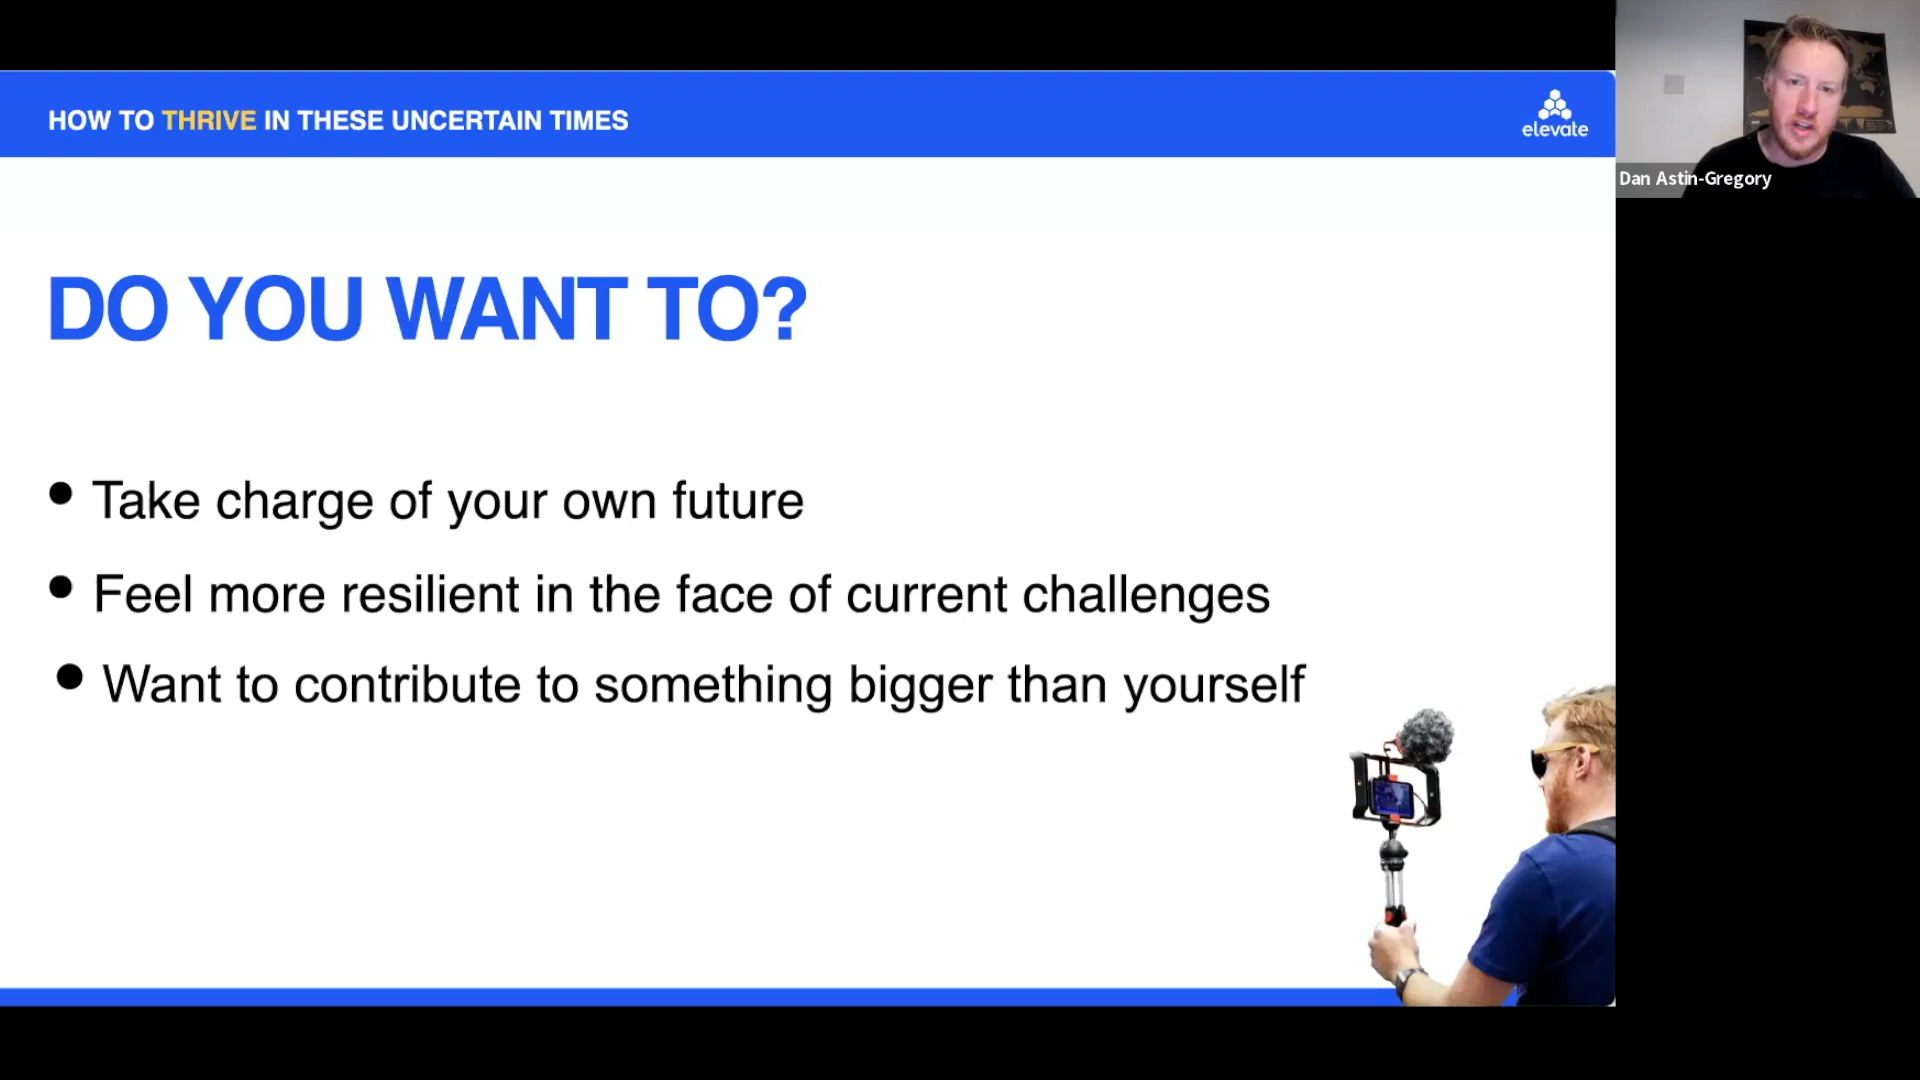 HOW TO THRIVE IN THESE UNCERTAIN TIMES
elevate
Dan Astin-Gregory
DO YOU WANT TO?
• Take charge of your own future
• Feel more resilient in the face of current challenges
• Want to contribute to something bigger than yourself